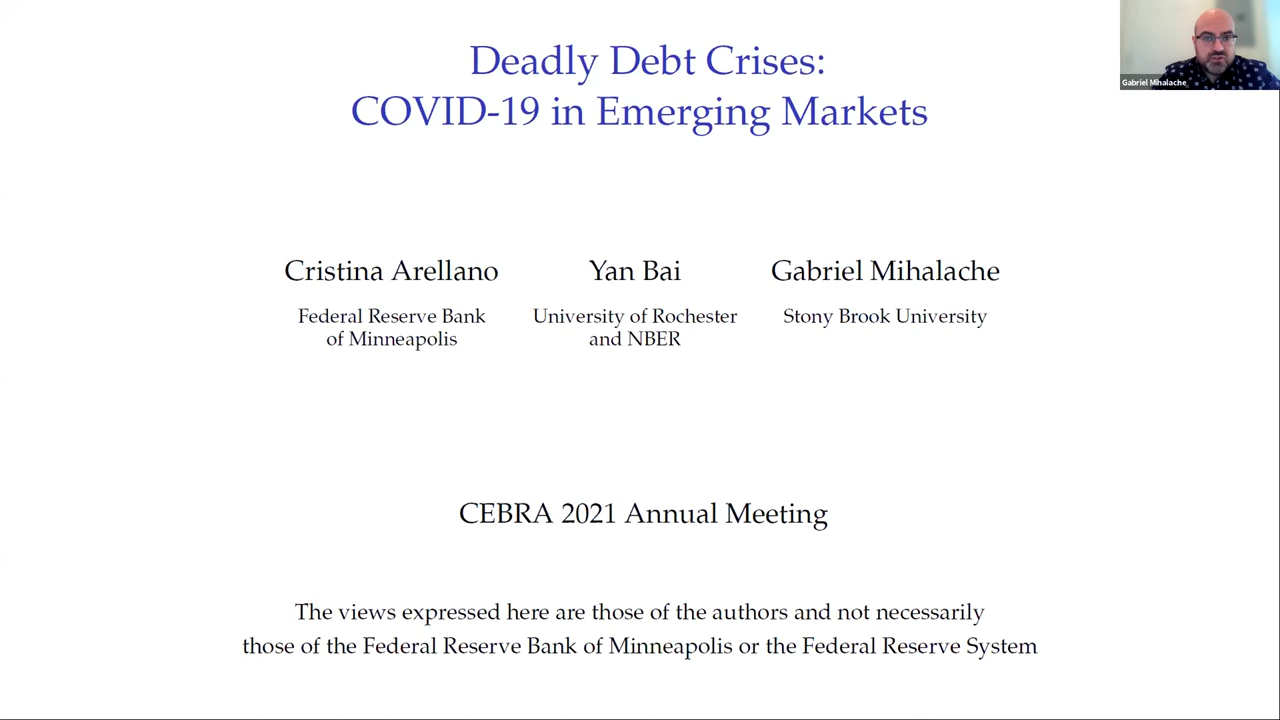 Deadly Debt Crises:
COVID-19 in Emerging Markets
Gabriel Mihalache
Cristina Arellano
Yan Bai
Gabriel Mihalache
Federal Reserve Bank
of Minneapolis
University of Rochester
and NBER
Stony Brook University
CEBRA 2021 Annual Meeting
The views expressed here are those of the authors and not necessarily
those of the Federal Reserve Bank of Minneapolis or the Federal Reserve System